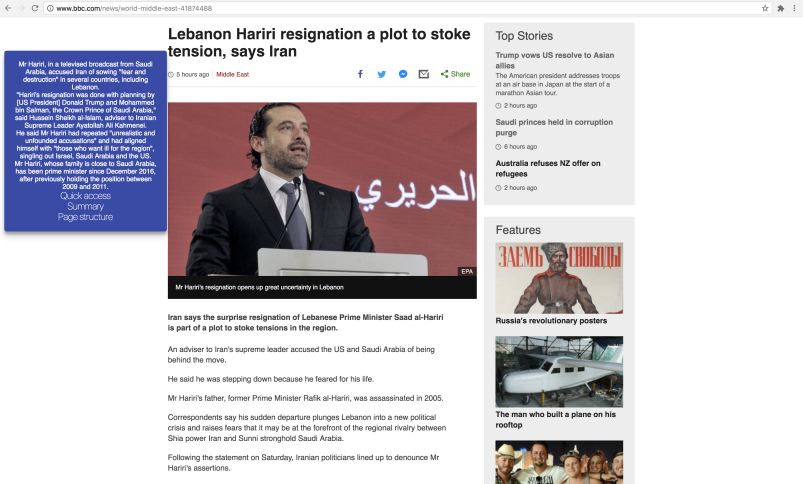 www.bbc.com/news/world-middle-east-41874488
Mr Hariri, in a televised broadcast from Saudi
Arabia, accused Iran of sowing "fear and
destruction" in several countries, including
Lebanon.
"Hariri's resignation was done with planning by
[US President] Donald Trump and Mohammed
bin Salman, the Crown Prince of Saudi Arabia,"
said Hussein Sheikh al-Islam, adviser to Iranian
Supreme Leader Ayatollah Ali Kahmenei.
He said Mr Hariri had repeated "unrealistic and
unfounded accusations" and had aligned
himself with "those who want ill for the region",
singling out Israel, Saudi Arabia and the US.
Mr Hariri, whose family is close to Saudi Arabia,
has been prime minister since December 2016,
after previously holding the position between
2009 and 2011.
Quick access
Summary
Page structure
Lebanon Hariri resignation a plot to stoke
tension, says Iran
5 hours ago
Middle East
Share
الحريري
EPA
Mr Hariri's resignation opens up great uncertainty in Lebanon
Iran says the surprise resignation of Lebanese Prime Minister Saad al-Hariri
is part of a plot to stoke tensions in the region.
An adviser to Iran's supreme leader accused the US and Saudi Arabia of being
behind the move.
He said he was stepping down because he feared for his life.
Mr Hariri's father, former Prime Minister Rafik al-Hariri, was assassinated in 2005.
Correspondents say his sudden departure plunges Lebanon into a new political
crisis and raises fears that it may be at the forefront of the regional rivalry between
Shia power Iran and Sunni stronghold Saudi Arabia.
Following the statement on Saturday, Iranian politicians lined up to denounce Mr
Hariri's assertions.
Top Stories
Trump vows US resolve to Asian
allies
The American president addresses troops
at an air base in Japan at the start of a
marathon Asian tour.
2 hours ago
Saudi princes held in corruption
purge
6 hours ago
Australia refuses NZ offer on
refugees
2 hours ago
Features
ЗАЕМЪ СВОБОДЫ
Russia's revolutionary posters
The man who built a plane on his
rooftop